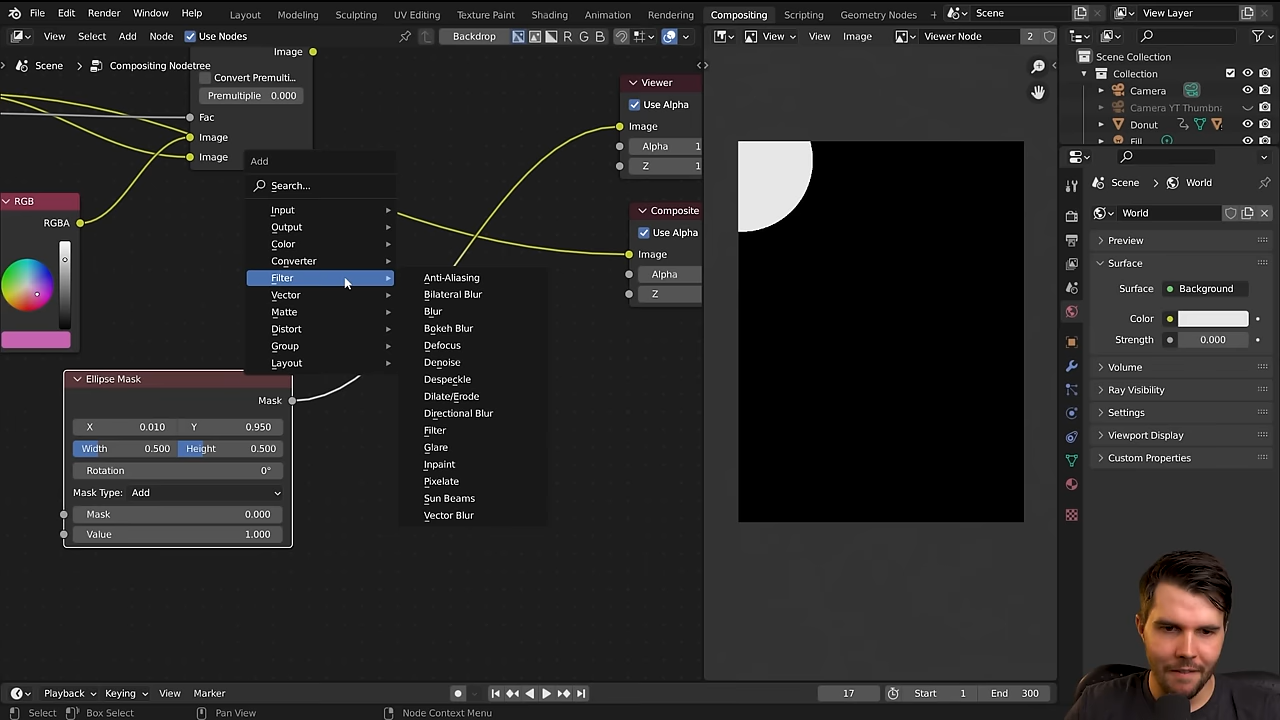 File Edit Render Window Help Layout Modeling Sculpting UV Editing Texture Paint Shading Animation Rendering Compositing Scripting Geometry Nodes + Scene View Layer
View Select Add Node Use Nodes Backdrop R G B View View Image Viewer Node 2
Scene Compositing Nodetree
Image
Convert Premulti...
Premultiplie 0.000
Fac
Image
Image
RGB
RGBA
Add
Search...
Input
Output
Color
Converter
Filter
Vector
Matte
Distort
Group
Layout
Anti-Aliasing
Bilateral Blur
Blur
Bokeh Blur
Defocus
Denoise
Despeckle
Dilate/Erode
Directional Blur
Filter
Glare
Inpaint
Pixelate
Sun Beams
Vector Blur
Viewer
Use Alpha
Image
Alpha 1
Z 1
Composite
Use Alpha
Image
Alpha
Z
Ellipse Mask
Mask
X 0.010 Y 0.950
Width 0.500 Height 0.500
Rotation 0°
Mask Type: Add
Mask 0.000
Value 1.000
Scene Collection
Collection
Camera
Camera YT Thumbna
Donut
Fill
Scene World
World
Preview
Surface
Surface Background
Color
Strength 0.000
Volume
Ray Visibility
Settings
Viewport Display
Custom Properties
Playback Keying View Marker 17 Start 1 End 300
Select Box Select Pan View Node Context Menu